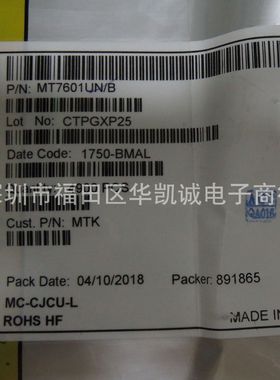 P/N: MT7601UN/B
Lot No: CTPGXP25
Date Code: 1750-BMAL
深圳市福田区华凯诚电子商行
Cust. P/N: MTK
QA016
Pack Date: 04/10/2018 Packer: 891865
MC-CJCU-L
ROHS HF
MADE IN